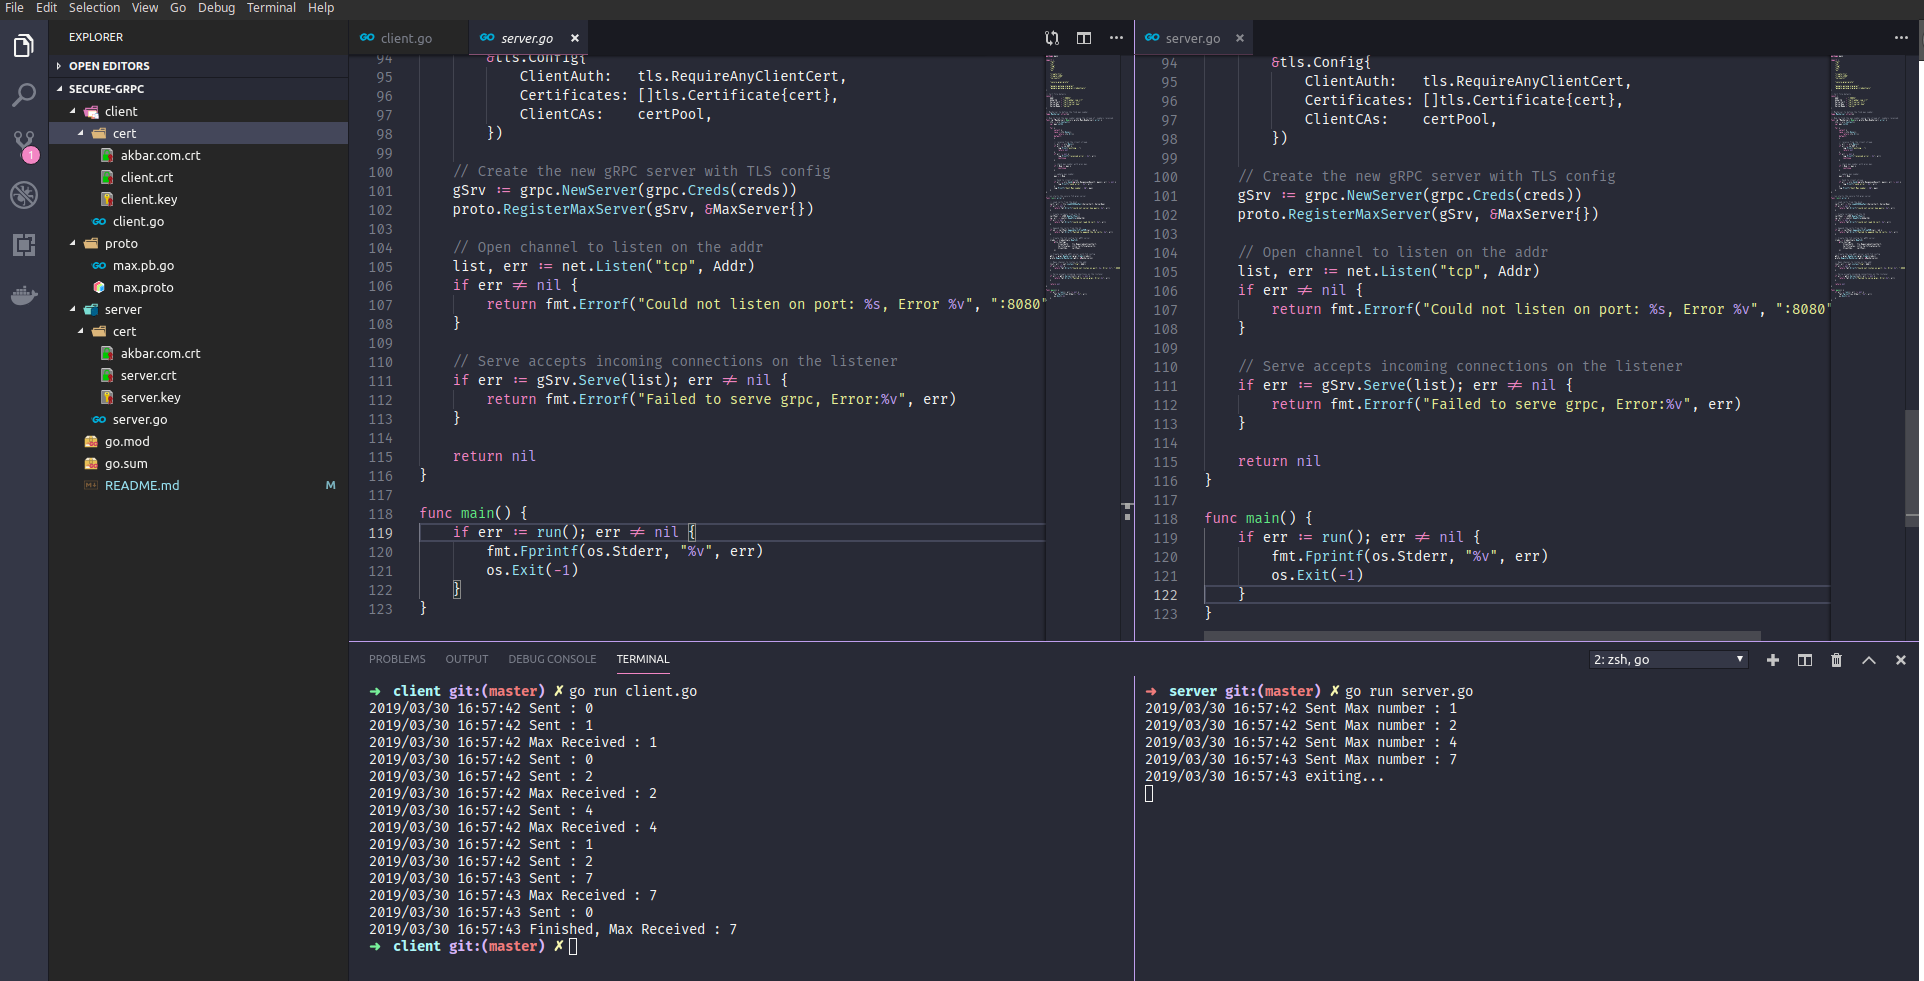 File Edit Selection View Go Debug Terminal Help
EXPLORER
OPEN EDITORS
SECURE-GRPC
client
cert
akbar.com.crt
client.crt
client.key
client.go
proto
max.pb.go
max.proto
server
cert
akbar.com.crt
server.crt
server.key
server.go
go.mod
go.sum
README.md M
1
GO client.go GO server.go ×
94 &tls.Config{
95 ClientAuth: tls.RequireAnyClientCert,
96 Certificates: []tls.Certificate{cert},
97 ClientCAs: certPool,
98 })
99
100 // Create the new gRPC server with TLS config
101 gSrv := grpc.NewServer(grpc.Creds(creds))
102 proto.RegisterMaxServer(gSrv, &MaxServer{})
103
104 // Open channel to listen on the addr
105 list, err := net.Listen("tcp", Addr)
106 if err ≠ nil {
107 return fmt.Errorf("Could not listen on port: %s, Error %v", ":8080"
108 }
109
110 // Serve accepts incoming connections on the listener
111 if err := gSrv.Serve(list); err ≠ nil {
112 return fmt.Errorf("Failed to serve grpc, Error:%v", err)
113 }
114
115 return nil
116 }
117
118 func main() {
119 if err := run(); err ≠ nil {
120 fmt.Fprintf(os.Stderr, "%v", err)
121 os.Exit(-1)
122 }
123 }
GO server.go ×
94 &tls.Config{
95 ClientAuth: tls.RequireAnyClientCert,
96 Certificates: []tls.Certificate{cert},
97 ClientCAs: certPool,
98 })
99
100 // Create the new gRPC server with TLS config
101 gSrv := grpc.NewServer(grpc.Creds(creds))
102 proto.RegisterMaxServer(gSrv, &MaxServer{})
103
104 // Open channel to listen on the addr
105 list, err := net.Listen("tcp", Addr)
106 if err ≠ nil {
107 return fmt.Errorf("Could not listen on port: %s, Error %v", ":8080"
108 }
109
110 // Serve accepts incoming connections on the listener
111 if err := gSrv.Serve(list); err ≠ nil {
112 return fmt.Errorf("Failed to serve grpc, Error:%v", err)
113 }
114
115 return nil
116 }
117
118 func main() {
119 if err := run(); err ≠ nil {
120 fmt.Fprintf(os.Stderr, "%v", err)
121 os.Exit(-1)
122 }
123 }
PROBLEMS OUTPUT DEBUG CONSOLE TERMINAL
2: zsh, go
➜ client git:(master) ✗ go run client.go
2019/03/30 16:57:42 Sent : 0
2019/03/30 16:57:42 Sent : 1
2019/03/30 16:57:42 Max Received : 1
2019/03/30 16:57:42 Sent : 0
2019/03/30 16:57:42 Sent : 2
2019/03/30 16:57:42 Max Received : 2
2019/03/30 16:57:42 Sent : 4
2019/03/30 16:57:42 Max Received : 4
2019/03/30 16:57:42 Sent : 1
2019/03/30 16:57:42 Sent : 2
2019/03/30 16:57:43 Sent : 7
2019/03/30 16:57:43 Max Received : 7
2019/03/30 16:57:43 Sent : 0
2019/03/30 16:57:43 Finished, Max Received : 7
➜ client git:(master) ✗
➜ server git:(master) ✗ go run server.go
2019/03/30 16:57:42 Sent Max number : 1
2019/03/30 16:57:42 Sent Max number : 2
2019/03/30 16:57:42 Sent Max number : 4
2019/03/30 16:57:43 Sent Max number : 7
2019/03/30 16:57:43 exiting...